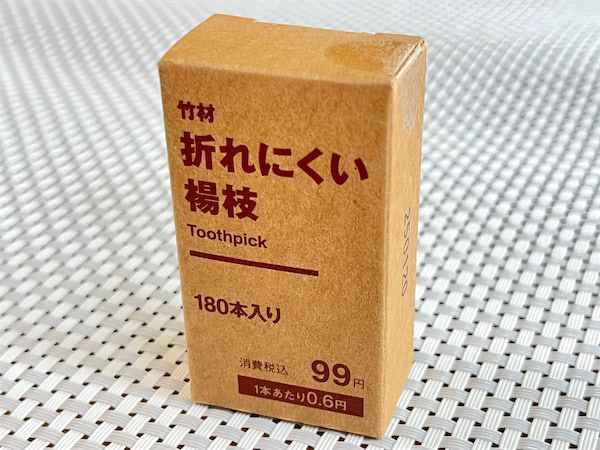 竹材
折れにくい
楊枝
Toothpick
180本入り
消費税込 99円
1本あたり0.6円